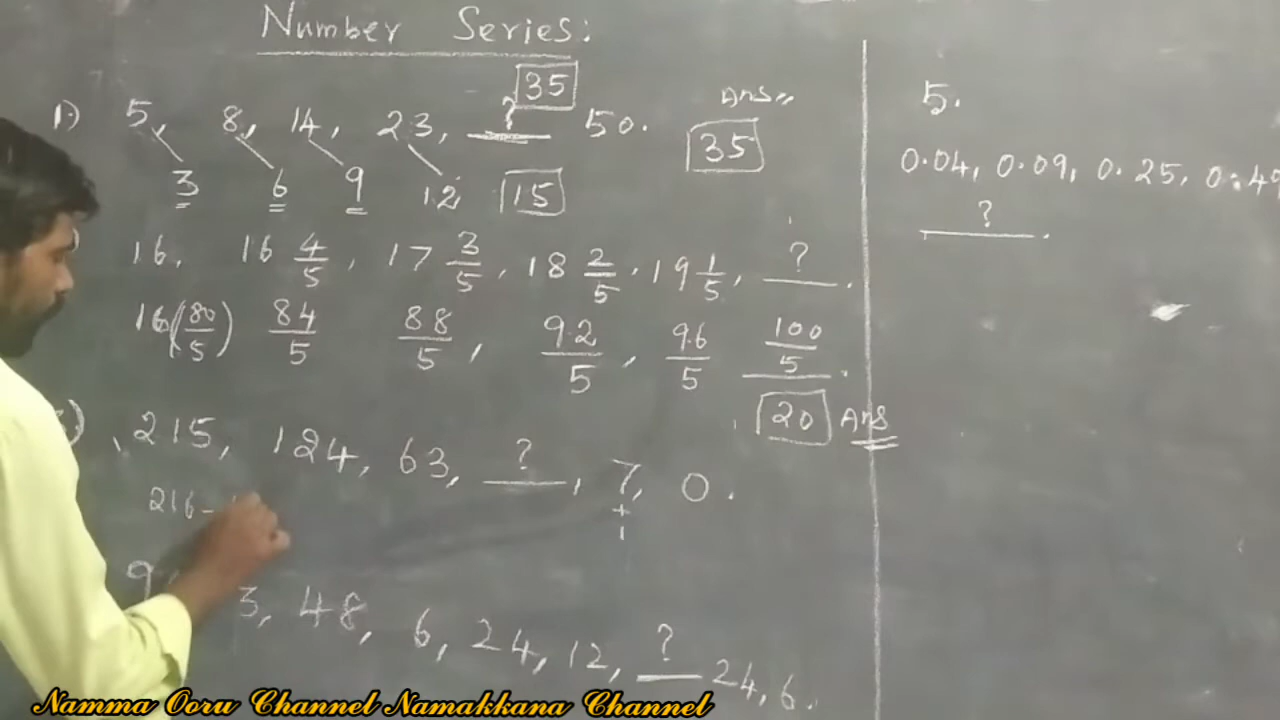 Number Series:
35
1) 5, 8, 14, 23, ? 50.
Ans
35
3 6 9 12, 15
16, 16 4/5, 17 3/5, 18 2/5, 19 1/5, ?.
16(80/5) 84/5 88/5, 92/5, 96/5 100/5.
20 Ans
215, 124, 63, ?, 7, 0.
+
1
216-
9 3, 48, 6, 24, 12, ? 24, 6.
5.
0.04, 0.09, 0.25, 0.49
?.
Namma Ooru Channel Namakkana Channel